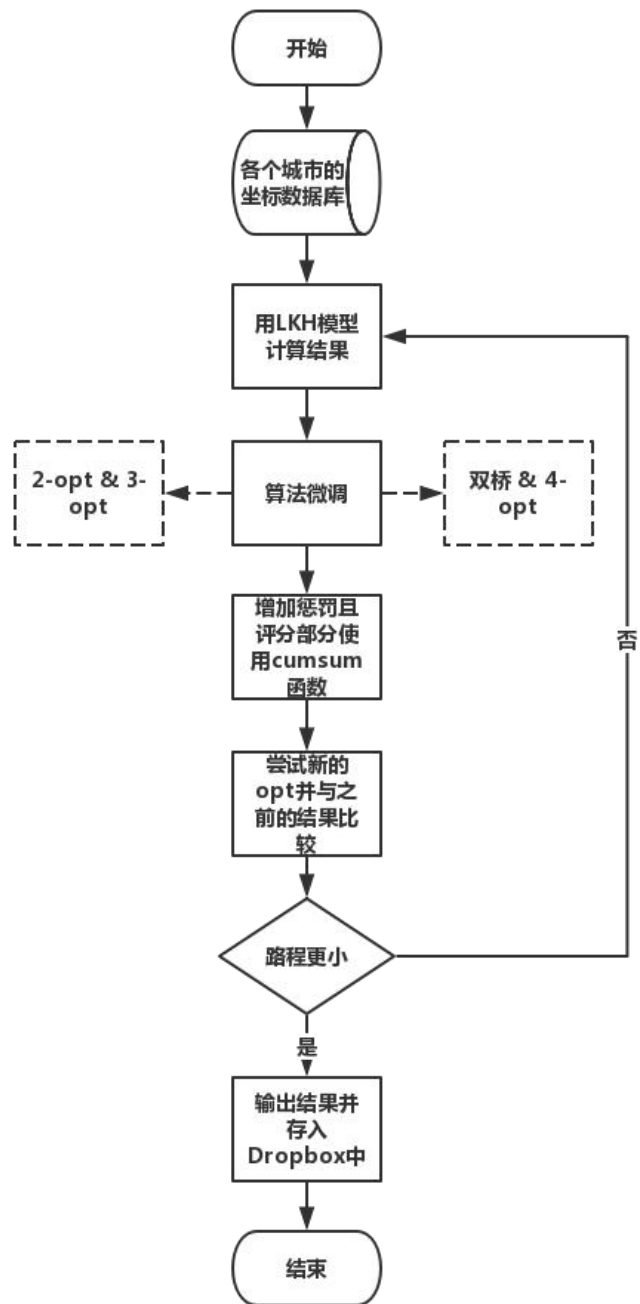 开始
各个城市的
坐标数据库
用LKH模型
计算结果
2-opt & 3-
opt
算法微调
双桥 & 4-
opt
增加惩罚且
评分部分使
用cumsum
函数
否
尝试新的
opt并与之
前的结果比
较
路程更小
是
输出结果并
存入
Dropbox中
结束